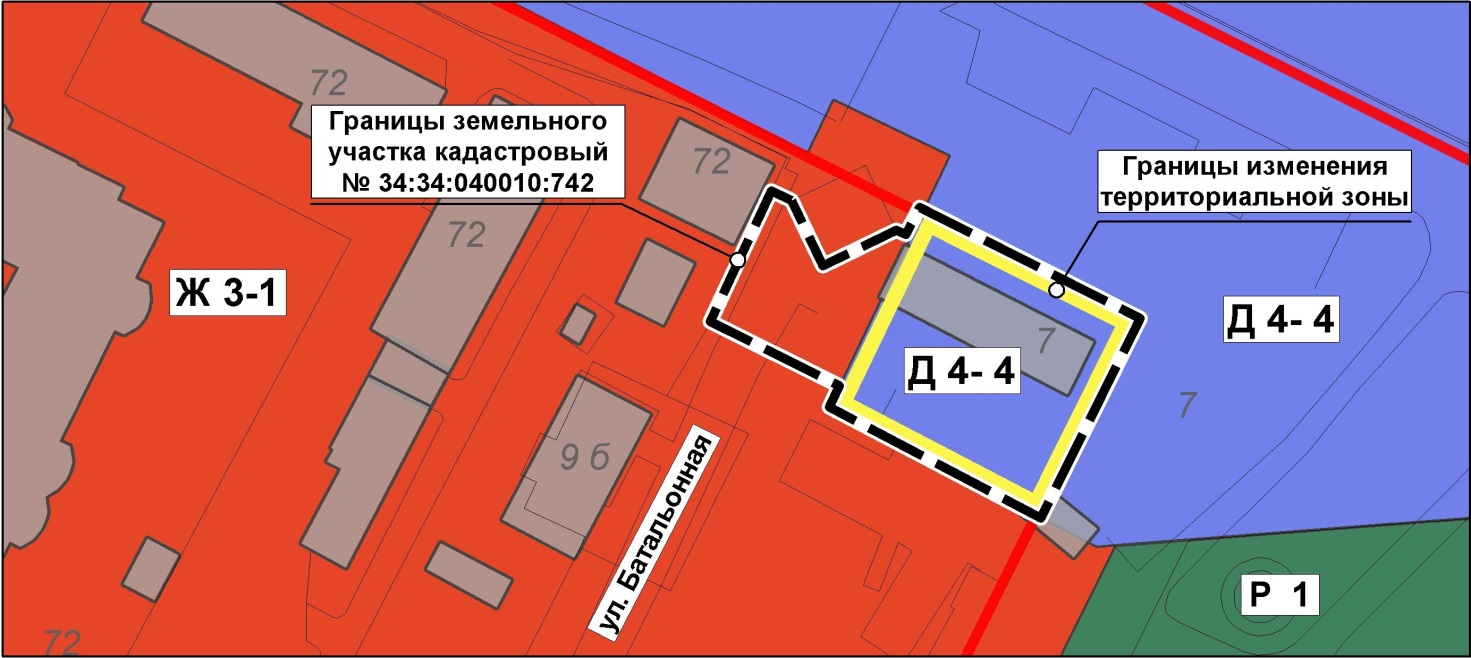 72
Границы земельного
участка кадастровый
№ 34:34:040010:742
72
Границы изменения
территориальной зоны
72
Ж 3-1
Д 4- 4
7
Д 4- 4
7
9 б
ул. Батальонная
Р 1
72